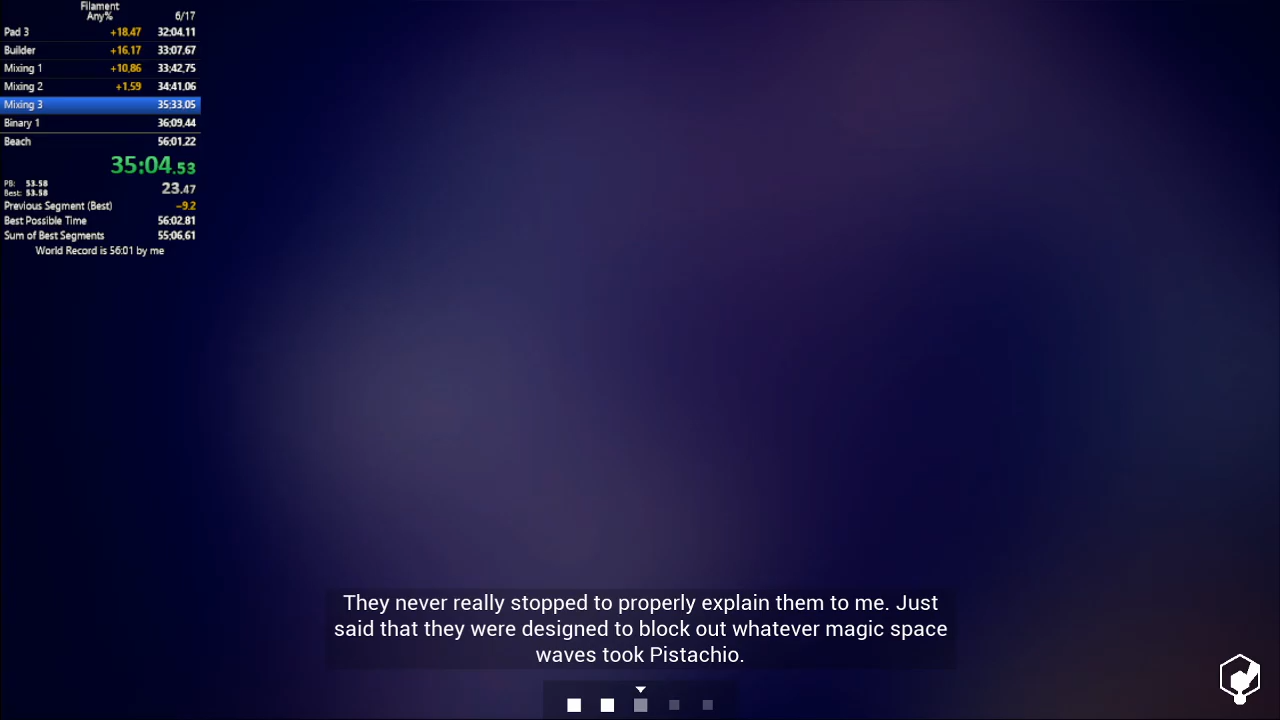 Filament
Any%
6/17
Pad 3 +18.47 32:04.11
Builder +16.17 33:07.67
Mixing 1 +10.86 33:42.75
Mixing 2 +1.59 34:41.06
Mixing 3 35:33.05
Binary 1 36:09.44
Beach 56:01.22
35:04.53
PB: 53.58
Best: 53.58
23.47
Previous Segment (Best) −9.2
Best Possible Time 56:02.81
Sum of Best Segments 55:06.61
World Record is 56:01 by me
They never really stopped to properly explain them to me. Just
said that they were designed to block out whatever magic space
waves took Pistachio.